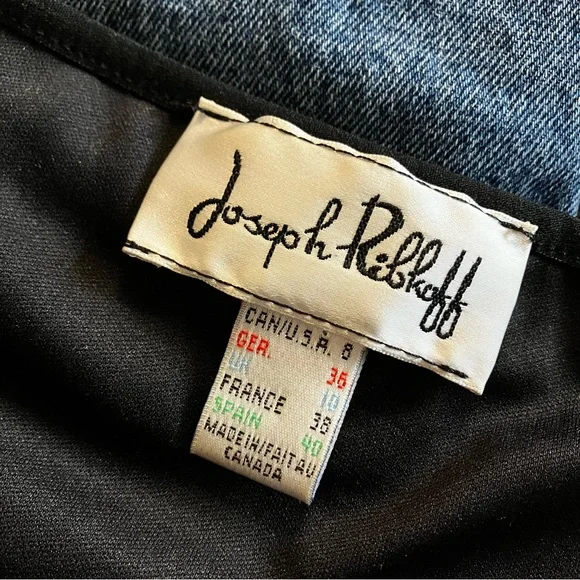 Joseph Ribkoff
CAN/U.S.A. 8
GER. 36
UK 10
FRANCE 38
SPAIN 40
MADE IN/FAIT AU
CANADA